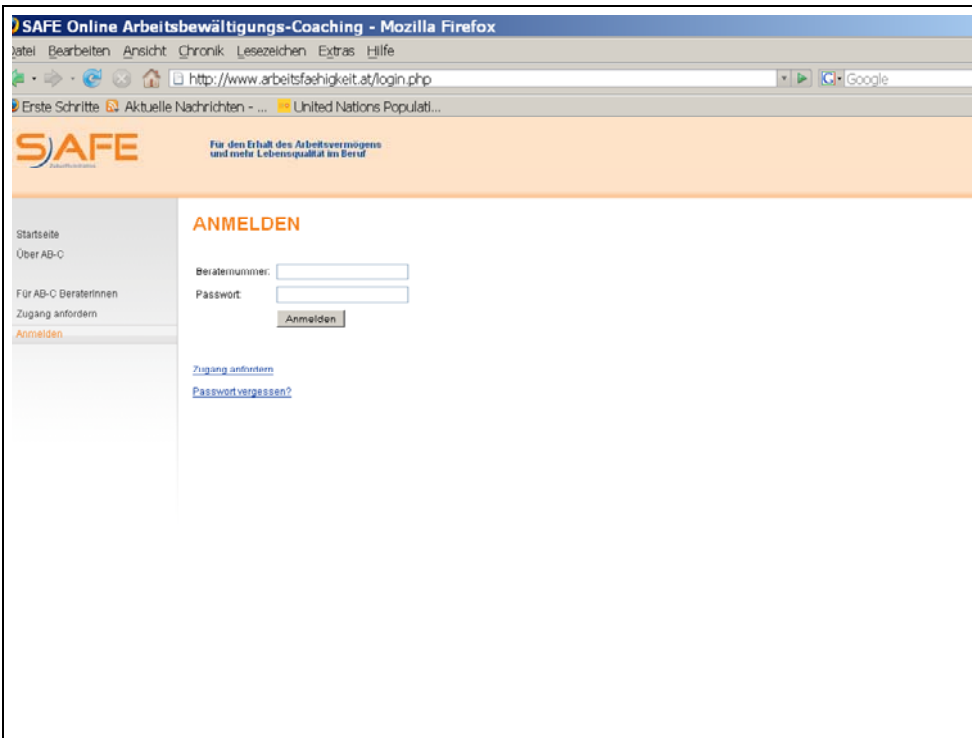 SAFE Online Arbeitsbewältigungs-Coaching - Mozilla Firefox
Datei Bearbeiten Ansicht Chronik Lesezeichen Extras Hilfe
http://www.arbeitsfaehigkeit.at/login.php
Google
Erste Schritte Aktuelle Nachrichten - ... United Nations Populati...
SAFE
Für den Erhalt des Arbeitsvermögens
und mehr Lebensqualität im Beruf
ANMELDEN
Startseite
Über AB-C
Beraternummer:
Für AB-C BeraterInnen
Passwort:
Zugang anfordern
Anmelden
Anmelden
Zugang anfordern
Passwort vergessen?